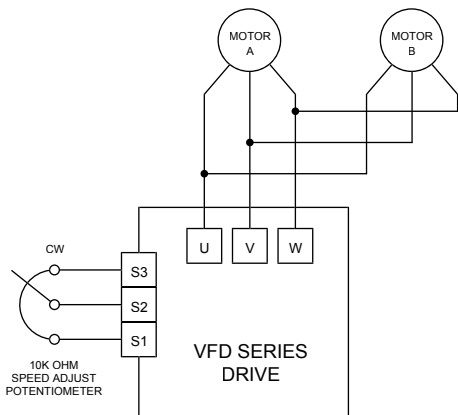 MOTOR
A
MOTOR
B
U
V
W
CW
S3
S2
S1
10K OHM
SPEED ADJUST
POTENTIOMETER
VFD SERIES
DRIVE